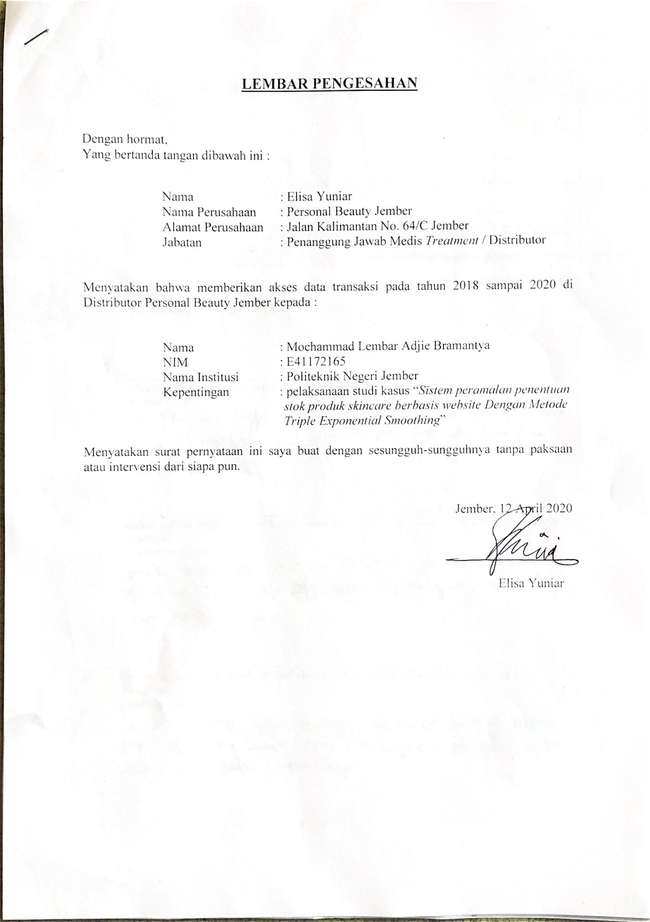 LEMBAR PENGESAHAN
Dengan hormat,
Yang bertanda tangan dibawah ini :
Nama : Elisa Yuniar
Nama Perusahaan : Personal Beauty Jember
Alamat Perusahaan : Jalan Kalimantan No. 64/C Jember
Jabatan : Penanggung Jawab Medis Treatment / Distributor
Menyatakan bahwa memberikan akses data transaksi pada tahun 2018 sampai 2020 di
Distributor Personal Beauty Jember kepada :
Nama : Mochammad Lembar Adjie Bramantya
NIM : E41172165
Nama Institusi : Politeknik Negeri Jember
Kepentingan : pelaksanaan studi kasus “Sistem peramalan penentuan
stok produk skincare berbasis website Dengan Metode
Triple Exponential Smoothing”
Menyatakan surat pernyataan ini saya buat dengan sesungguh-sungguhnya tanpa paksaan
atau intervensi dari siapa pun.
Jember, 12 April 2020
Elisa Yuniar